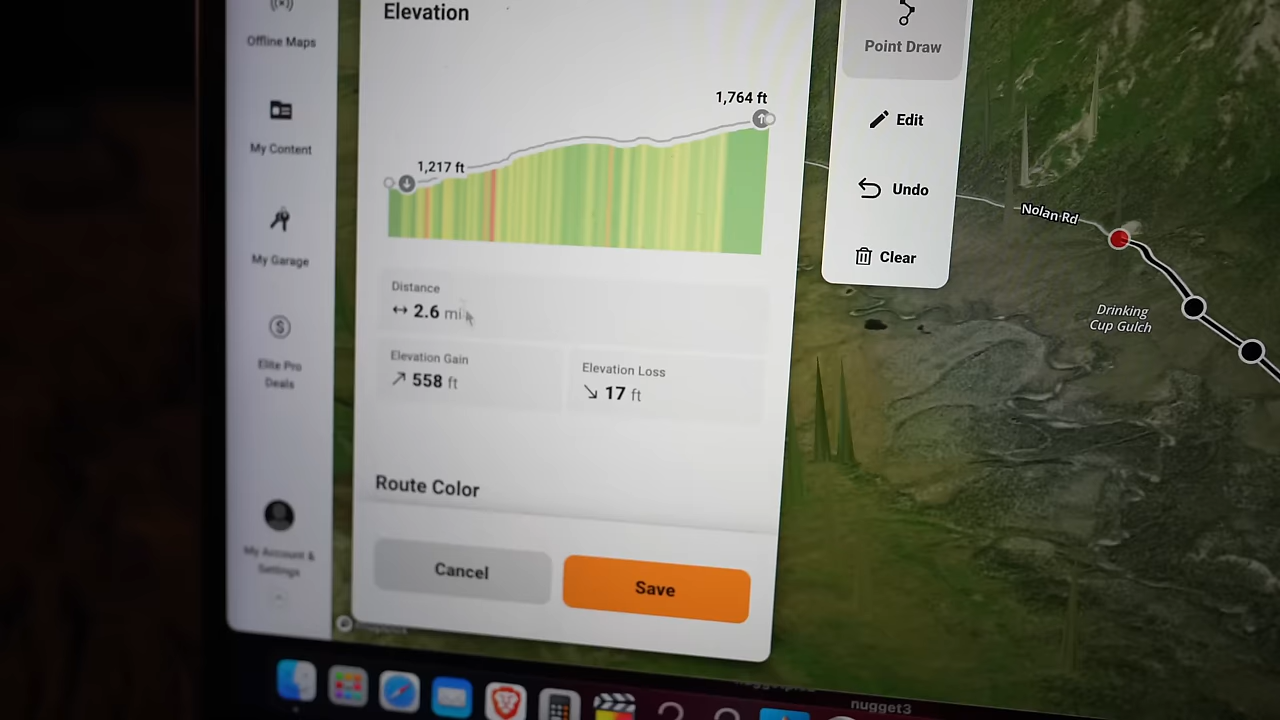 Elevation
Offline Maps
My Content
My Garage
Elite Pro
Deals
My Account &
Settings
1,764 ft
1,217 ft
Distance
2.6 mi
Elevation Gain
558 ft
Elevation Loss
17 ft
Route Color
Cancel
Save
Point Draw
Edit
Undo
Clear
Nolan Rd
Drinking
Cup Gulch
nugget3